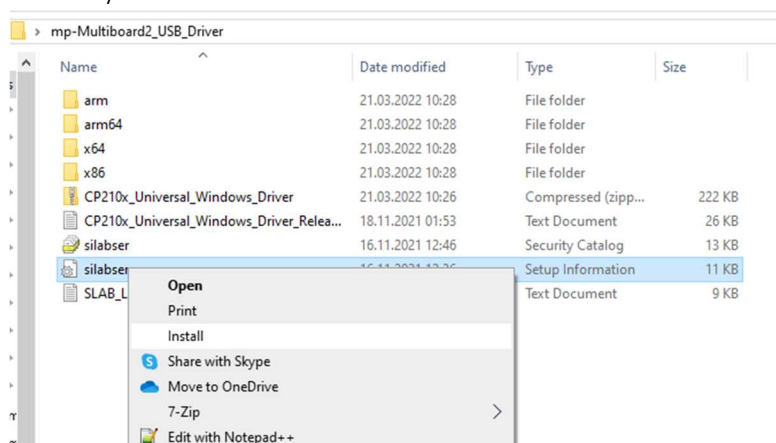 mp-Multiboard2_USB_Driver
Name Date modified Type Size
arm 21.03.2022 10:28 File folder
arm64 21.03.2022 10:28 File folder
x64 21.03.2022 10:28 File folder
x86 21.03.2022 10:28 File folder
CP210x_Universal_Windows_Driver 21.03.2022 10:26 Compressed (zipp... 222 KB
CP210x_Universal_Windows_Driver_Relea... 18.11.2021 01:53 Text Document 26 KB
silabser 16.11.2021 12:46 Security Catalog 13 KB
silabser Setup Information 11 KB
SLAB_L Text Document 9 KB
Open
Print
Install
Share with Skype
Move to OneDrive
7-Zip
Edit with Notepad++